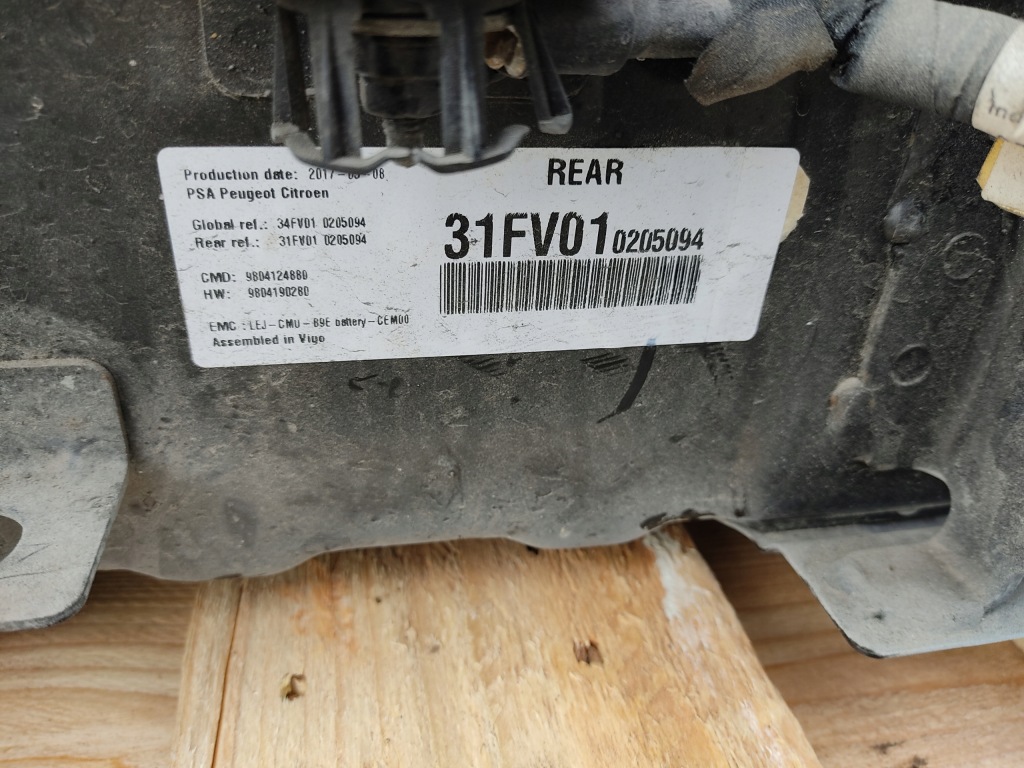 Production date: 2017-03-08
PSA Peugeot Citroen
REAR
Global ref.: 34FV01 0205094
Rear ref.: 31FV01 0205094
31FV01 0205094
CMD: 9804124880
HW: 9804190280
EMC : LEJ-CMU-B9E battery-CEM00
Assembled in Vigo
Ind